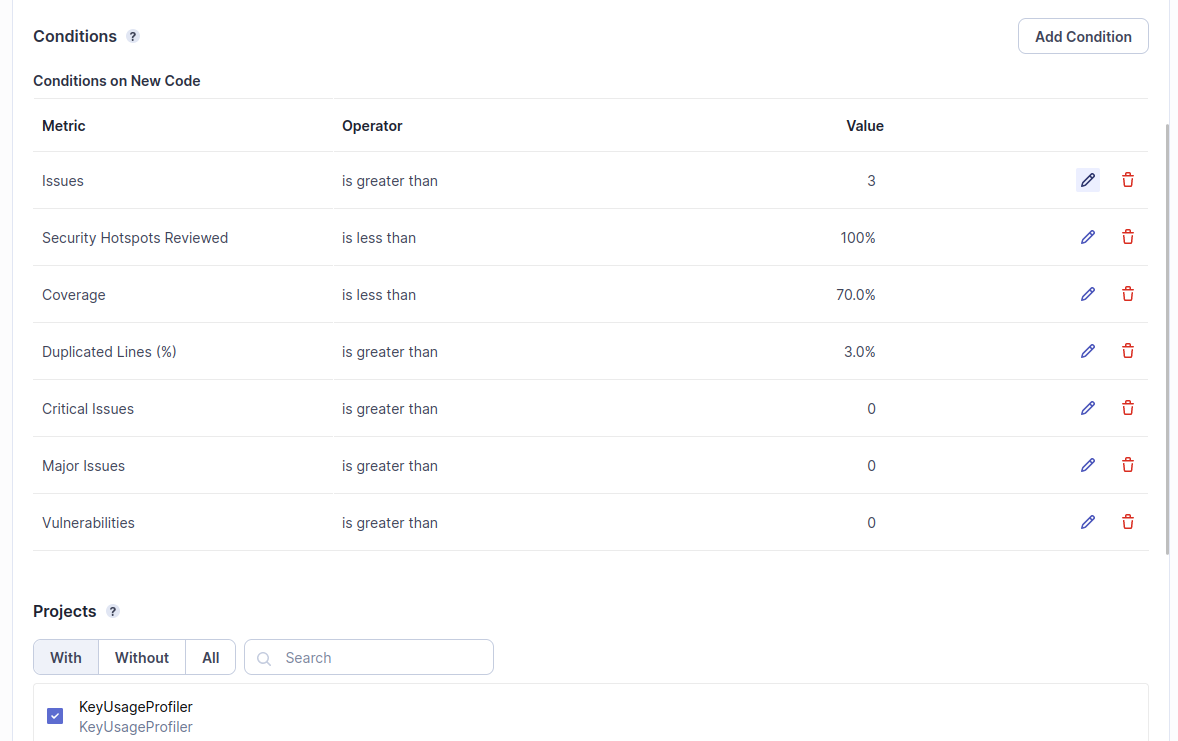 Conditions ?
Add Condition
Conditions on New Code
Metric Operator Value
Issues is greater than 3
Security Hotspots Reviewed is less than 100%
Coverage is less than 70.0%
Duplicated Lines (%) is greater than 3.0%
Critical Issues is greater than 0
Major Issues is greater than 0
Vulnerabilities is greater than 0
Projects ?
With Without All Search
KeyUsageProfiler
KeyUsageProfiler